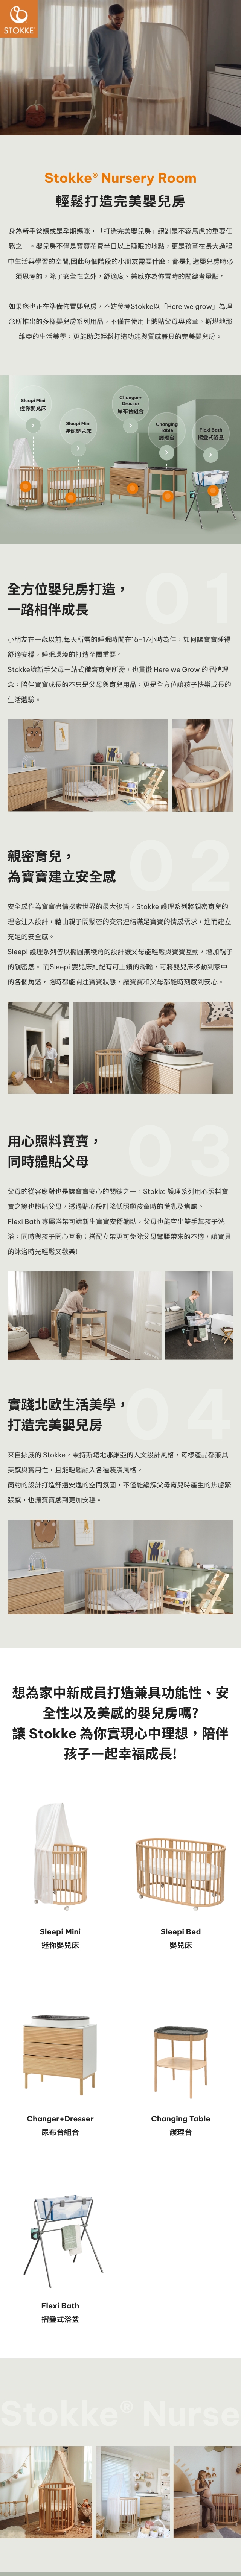 STOKKE
Stokke® Nursery Room
輕鬆打造完美嬰兒房
身為新手爸媽或是孕期媽咪，「打造完美嬰兒房」絕對是不容馬虎的重要任
務之一。嬰兒房不僅是寶寶花費半日以上睡眠的地點，更是孩童在長大過程
中生活與學習的空間,因此每個階段的小朋友需要什麼，都是打造嬰兒房時必
須思考的，除了安全性之外，舒適度、美感亦為佈置時的關鍵考量點。
如果您也正在準備佈置嬰兒房，不妨參考Stokke以「Here we grow」為理
念所推出的多樣嬰兒房系列用品，不僅在使用上體貼父母與孩童，斯堪地那
維亞的生活美學，更能助您輕鬆打造功能與質感兼具的完美嬰兒房。
Sleepi Mini
迷你嬰兒床
Sleepi Mini
迷你嬰兒床
Changer+
Dresser
尿布台組合
Changing
Table
護理台
Flexi Bath
摺疊式浴盆
01
全方位嬰兒房打造，
一路相伴成長
小朋友在一歲以前,每天所需的睡眠時間在15-17小時為佳，如何讓寶寶睡得
舒適安穩，睡眠環境的打造至關重要。
Stokke讓新手父母一站式備齊育兒所需，也貫徹 Here we Grow 的品牌理
念，陪伴寶寶成長的不只是父母與育兒用品，更是全方位讓孩子快樂成長的
生活體驗。
02
親密育兒，
為寶寶建立安全感
安全感作為寶寶盡情探索世界的最大後盾，Stokke 護理系列將親密育兒的
理念注入設計，藉由親子間緊密的交流連結滿足寶寶的情感需求，進而建立
充足的安全感。
Sleepi 護理系列皆以橢圓無稜角的設計讓父母能輕鬆與寶寶互動，增加親子
的親密感。 而Sleepi 嬰兒床則配有可上鎖的滑輪，可將嬰兒床移動到家中
的各個角落，隨時都能關注寶寶狀態，讓寶寶和父母都能時刻感到安心。
03
用心照料寶寶，
同時體貼父母
父母的從容應對也是讓寶寶安心的關鍵之一，Stokke 護理系列用心照料寶
寶之餘也體貼父母，透過貼心設計降低照顧孩童時的慌亂及焦慮。
Flexi Bath 專屬浴架可讓新生寶寶安穩躺臥，父母也能空出雙手幫孩子洗
浴，同時與孩子開心互動；搭配立架更可免除父母彎腰帶來的不適，讓寶貝
的沐浴時光輕鬆又歡樂!
04
實踐北歐生活美學，
打造完美嬰兒房
來自挪威的 Stokke，秉持斯堪地那維亞的人文設計風格，每樣產品都兼具
美感與實用性，且能輕鬆融入各種裝潢風格。
簡約的設計打造舒適安逸的空間氛圍，不僅能緩解父母育兒時產生的焦慮緊
張感，也讓寶寶感到更加安穩。
想為家中新成員打造兼具功能性、安
全性以及美感的嬰兒房嗎?
讓 Stokke 為你實現心中理想，陪伴
孩子一起幸福成長!
Sleepi Mini
迷你嬰兒床
Sleepi Bed
嬰兒床
Changer+Dresser
尿布台組合
Changing Table
護理台
Flexi Bath
摺疊式浴盆
Stokke® Nurse